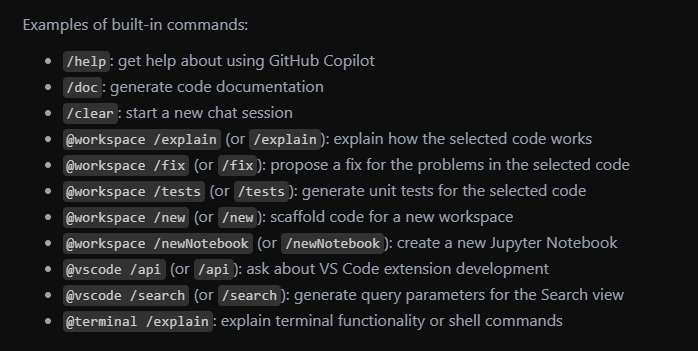 Examples of built-in commands:
• /help: get help about using GitHub Copilot
• /doc: generate code documentation
• /clear: start a new chat session
• @workspace /explain (or /explain): explain how the selected code works
• @workspace /fix (or /fix): propose a fix for the problems in the selected code
• @workspace /tests (or /tests): generate unit tests for the selected code
• @workspace /new (or /new): scaffold code for a new workspace
• @workspace /newNotebook (or /newNotebook): create a new Jupyter Notebook
• @vscode /api (or /api): ask about VS Code extension development
• @vscode /search (or /search): generate query parameters for the Search view
• @terminal /explain: explain terminal functionality or shell commands